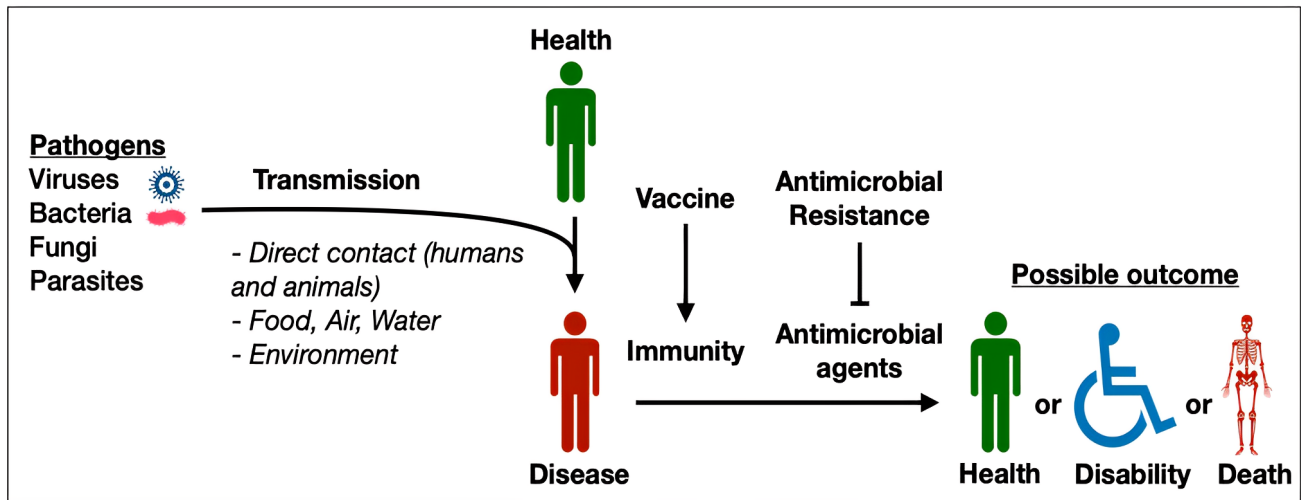 Health
Pathogens
Viruses
Bacteria
Fungi
Parasites
Transmission
- Direct contact (humans
and animals)
- Food, Air, Water
- Environment
Vaccine
Immunity
Antimicrobial
Resistance
Antimicrobial
agents
Disease
Possible outcome
or
or
Health
Disability
Death